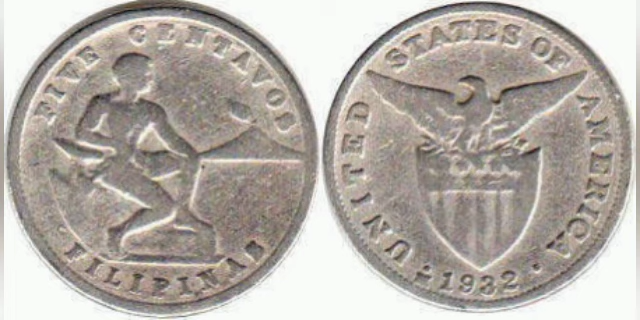 FIVE CENTAVOS
FILIPINAS
UNITED STATES OF AMERICA
1932